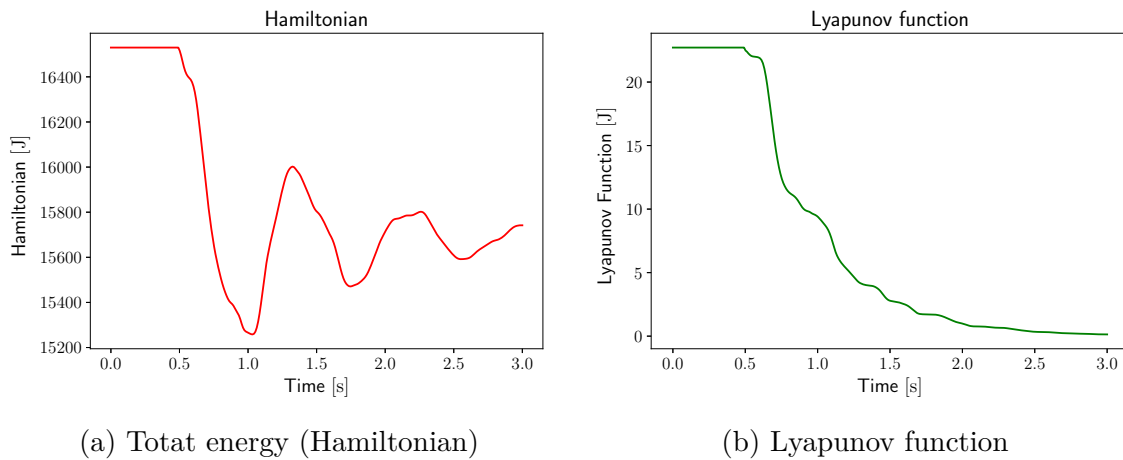 Hamiltonian
16400
16200
16000
15800
15600
15400
15200
Hamiltonian [J]
0.0 0.5 1.0 1.5 2.0 2.5 3.0
Time [s]
(a) Totat energy (Hamiltonian)
Lyapunov function
20
15
10
5
0
Lyapunov Function [J]
0.0 0.5 1.0 1.5 2.0 2.5 3.0
Time [s]
(b) Lyapunov function